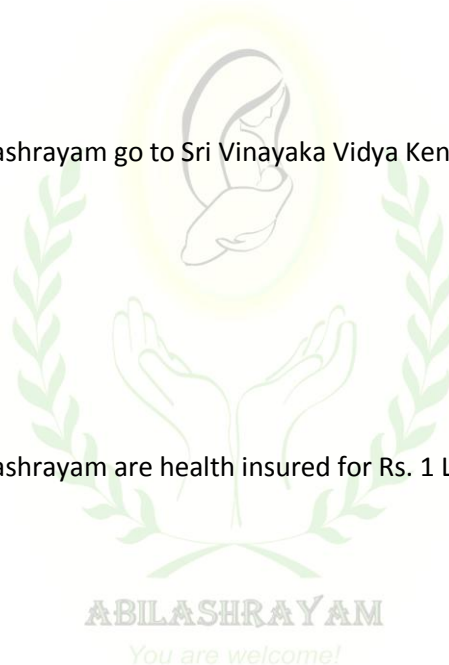 ashrayam go to Sri Vinayaka Vidya Ken
ashrayam are health insured for Rs. 1 L
ABILASHRAYAM
You are welcome!